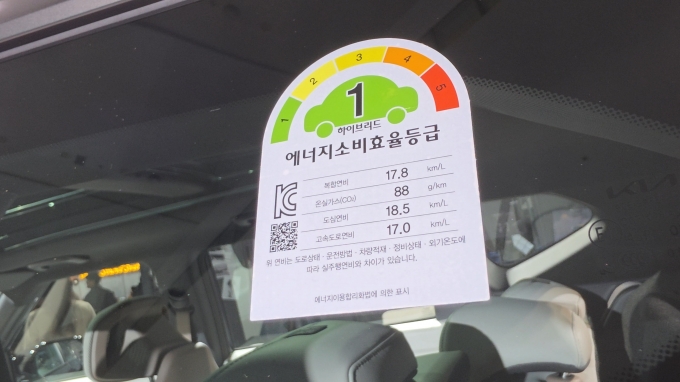 1 2 3 4 5
1
하이브리드
에너지소비효율등급
복합연비 17.8 km/L
온실가스(CO₂) 88 g/km
도심연비 18.5 km/L
고속도로연비 17.0 km/L
위 연비는 도로상태·운전방법·차량적재·정비상태·외기온도에
따라 실주행연비와 차이가 있습니다.
에너지이용합리화법에 의한 표시